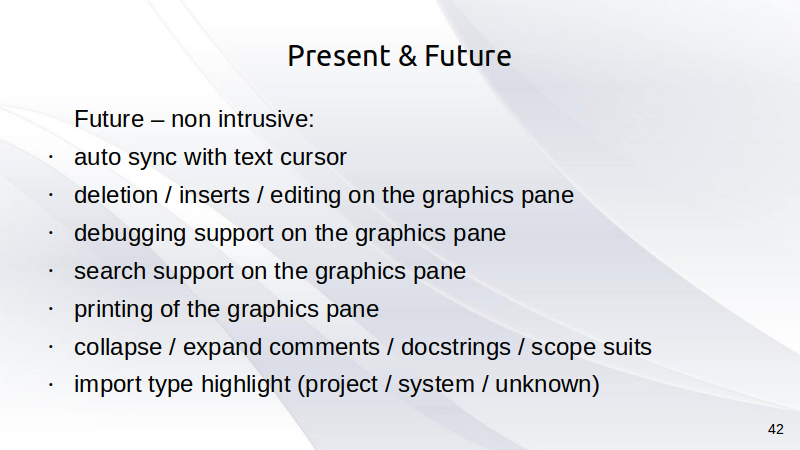 Present & Future
Future – non intrusive:
· auto sync with text cursor
· deletion / inserts / editing on the graphics pane
· debugging support on the graphics pane
· search support on the graphics pane
· printing of the graphics pane
· collapse / expand comments / docstrings / scope suits
· import type highlight (project / system / unknown)
42